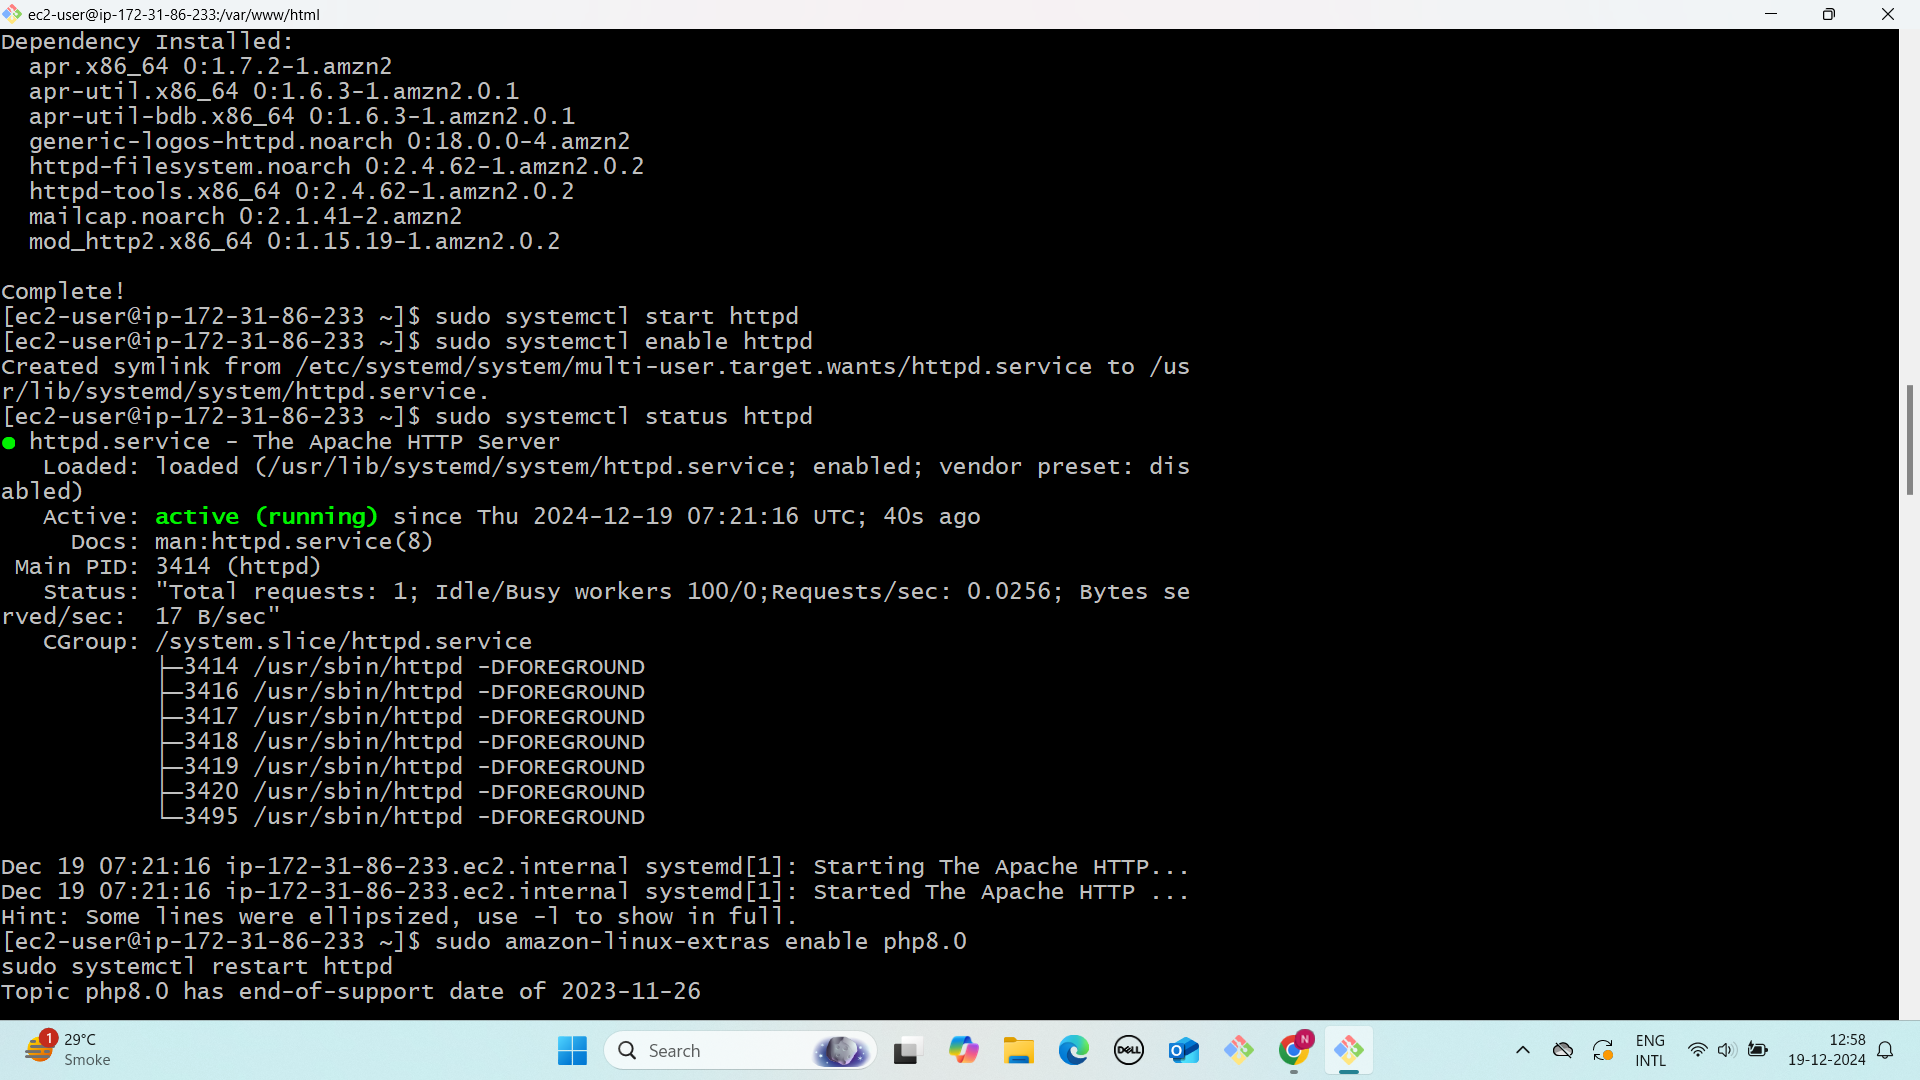 ec2-user@ip-172-31-86-233:/var/www/html
Dependency Installed:
  apr.x86_64 0:1.7.2-1.amzn2
  apr-util.x86_64 0:1.6.3-1.amzn2.0.1
  apr-util-bdb.x86_64 0:1.6.3-1.amzn2.0.1
  generic-logos-httpd.noarch 0:18.0.0-4.amzn2
  httpd-filesystem.noarch 0:2.4.62-1.amzn2.0.2
  httpd-tools.x86_64 0:2.4.62-1.amzn2.0.2
  mailcap.noarch 0:2.1.41-2.amzn2
  mod_http2.x86_64 0:1.15.19-1.amzn2.0.2
Complete!
[ec2-user@ip-172-31-86-233 ~]$ sudo systemctl start httpd
[ec2-user@ip-172-31-86-233 ~]$ sudo systemctl enable httpd
Created symlink from /etc/systemd/system/multi-user.target.wants/httpd.service to /us
r/lib/systemd/system/httpd.service.
[ec2-user@ip-172-31-86-233 ~]$ sudo systemctl status httpd
● httpd.service - The Apache HTTP Server
   Loaded: loaded (/usr/lib/systemd/system/httpd.service; enabled; vendor preset: dis
abled)
   Active: active (running) since Thu 2024-12-19 07:21:16 UTC; 40s ago
     Docs: man:httpd.service(8)
 Main PID: 3414 (httpd)
   Status: "Total requests: 1; Idle/Busy workers 100/0;Requests/sec: 0.0256; Bytes se
rved/sec:  17 B/sec"
   CGroup: /system.slice/httpd.service
           ├─3414 /usr/sbin/httpd -DFOREGROUND
           ├─3416 /usr/sbin/httpd -DFOREGROUND
           ├─3417 /usr/sbin/httpd -DFOREGROUND
           ├─3418 /usr/sbin/httpd -DFOREGROUND
           ├─3419 /usr/sbin/httpd -DFOREGROUND
           ├─3420 /usr/sbin/httpd -DFOREGROUND
           └─3495 /usr/sbin/httpd -DFOREGROUND
Dec 19 07:21:16 ip-172-31-86-233.ec2.internal systemd[1]: Starting The Apache HTTP...
Dec 19 07:21:16 ip-172-31-86-233.ec2.internal systemd[1]: Started The Apache HTTP ...
Hint: Some lines were ellipsized, use -l to show in full.
[ec2-user@ip-172-31-86-233 ~]$ sudo amazon-linux-extras enable php8.0
sudo systemctl restart httpd
Topic php8.0 has end-of-support date of 2023-11-26
1
29°C
Smoke
Search
DELL
N
ENG
INTL
12:58
19-12-2024